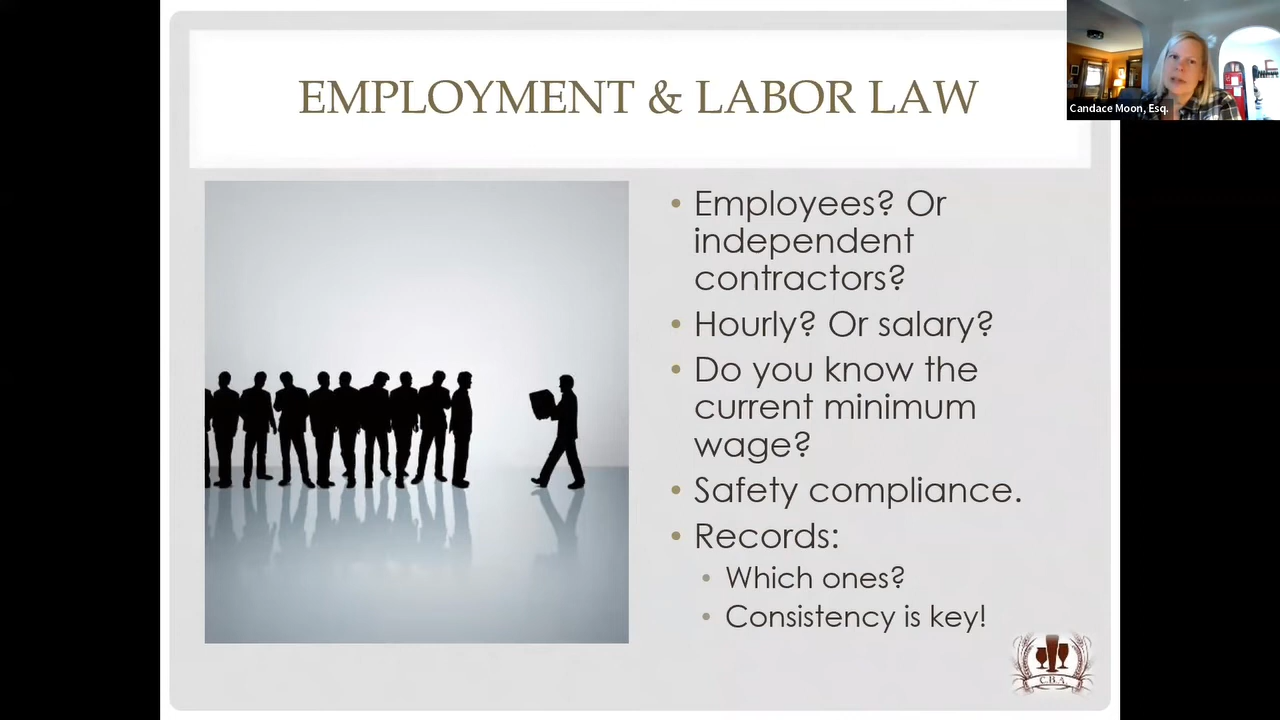 EMPLOYMENT & LABOR LAW
Candace Moon, Esq.
• Employees? Or
independent
contractors?
• Hourly? Or salary?
• Do you know the
current minimum
wage?
• Safety compliance.
• Records:
• Which ones?
• Consistency is key!
C.B.A.